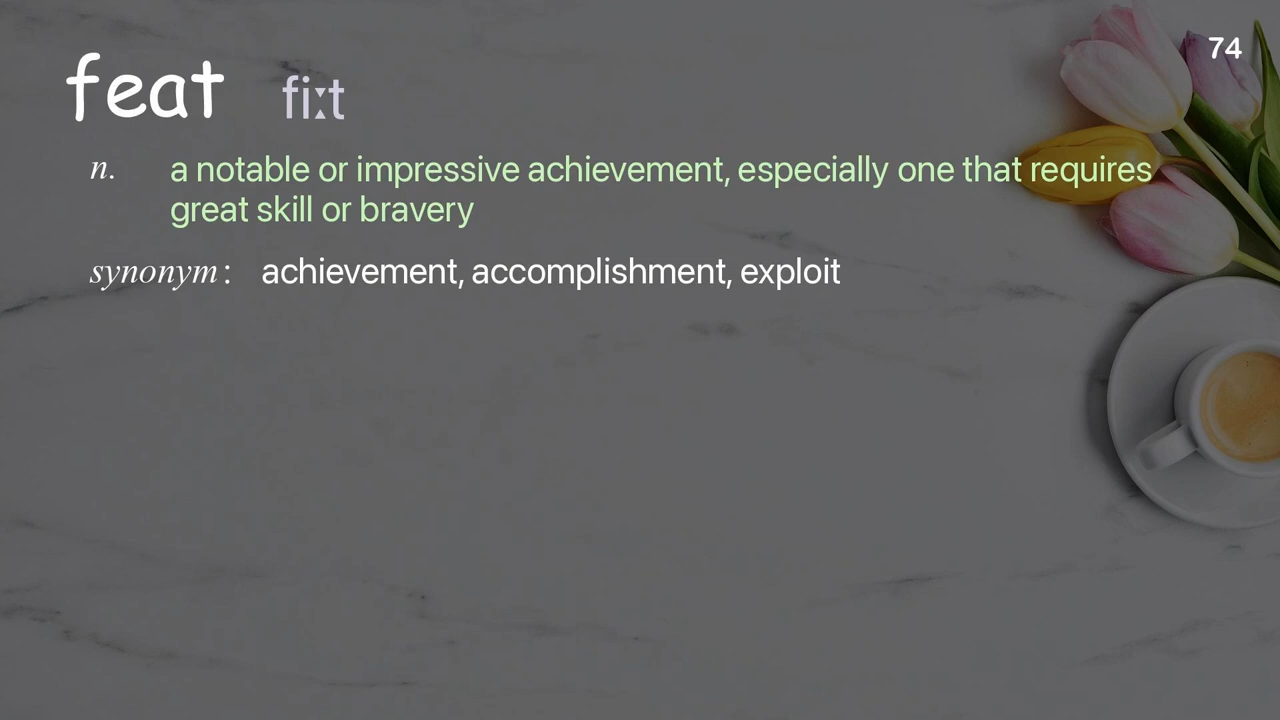 74
feat fiːt
n. a notable or impressive achievement, especially one that requires
great skill or bravery
synonym : achievement, accomplishment, exploit